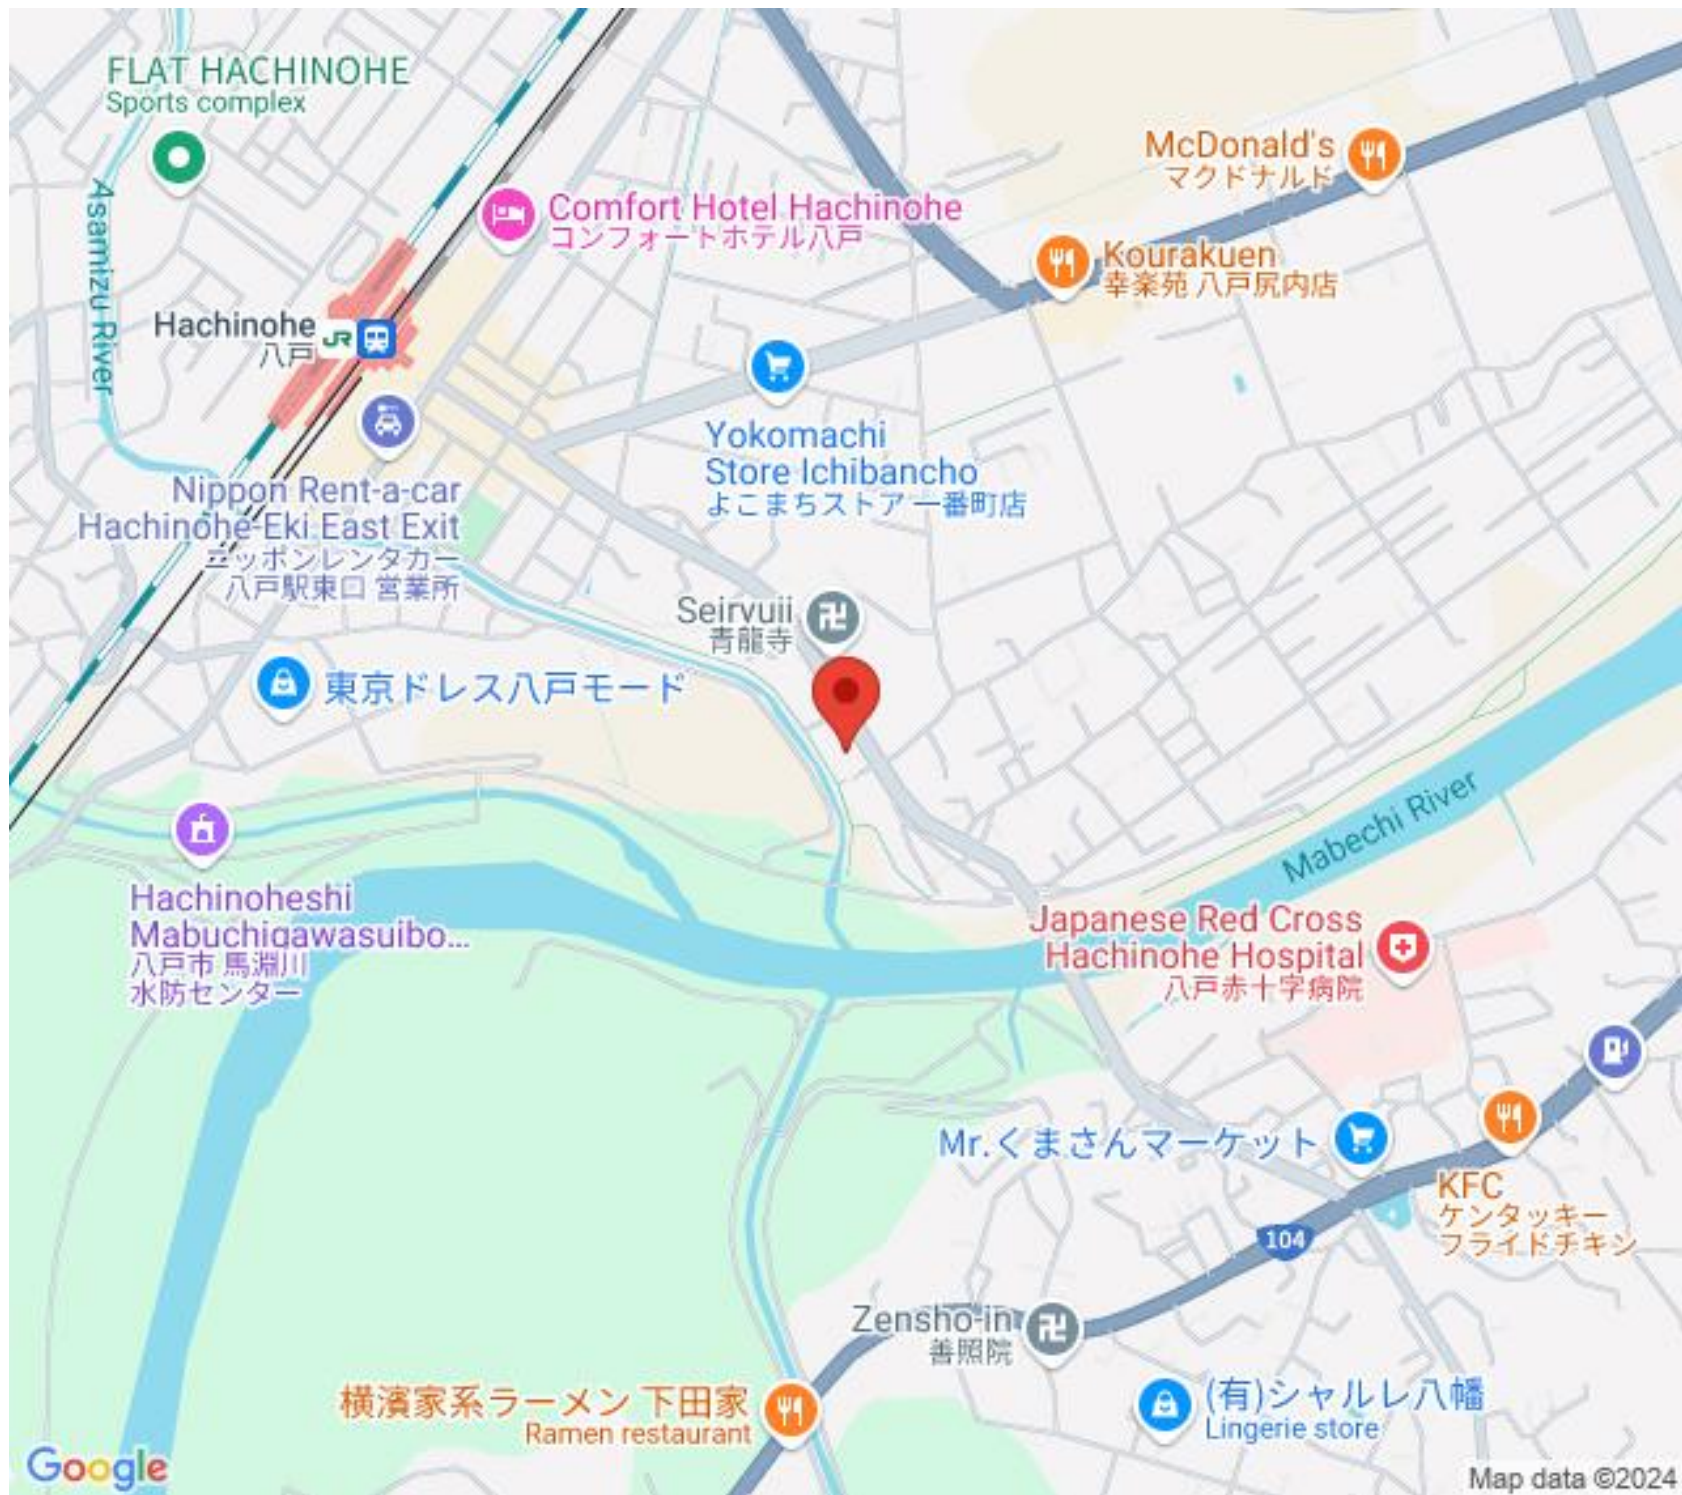 FLAT HACHINOHE
Sports complex
Asamizu River
McDonald's
マクドナルド
Comfort Hotel Hachinohe
コンフォートホテル八戸
Kourakuen
幸楽苑 八戸尻内店
Hachinohe
八戸
JR
Yokomachi
Store Ichibancho
よこまちストア 一番町店
Nippon Rent-a-car
Hachinohe-Eki East Exit
ニッポンレンタカー
八戸駅東口 営業所
Seiryuji
青龍寺
東京ドレス八戸モード
Mabechi River
Hachinoheshi
Mabuchigawasuibo...
八戸市 馬淵川
水防センター
Japanese Red Cross
Hachinohe Hospital
八戸赤十字病院
Mr.くまさんマーケット
KFC
ケンタッキー
フライドチキン
104
Zensho-in
善照院
横濱家系ラーメン 下田家
Ramen restaurant
(有)シャルレ八幡
Lingerie store
Google
Map data ©2024